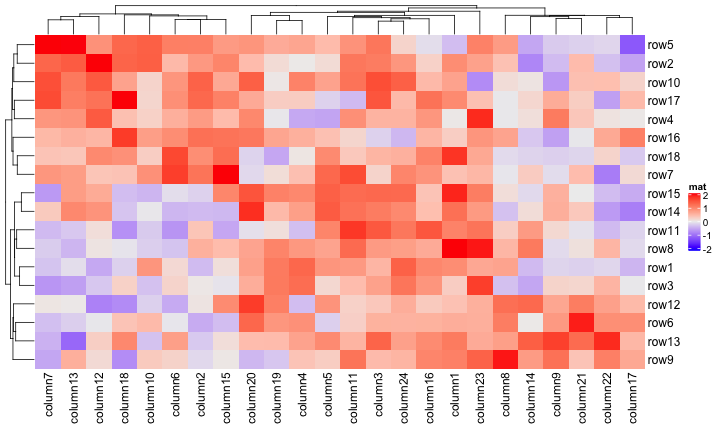 row5
row2
row10
row17
row4
row16
row18
row7
row15
row14
row11
row8
row1
row3
row12
row6
row13
row9
mat
2
1
0
-1
-2
column7
column13
column12
column18
column10
column6
column2
column15
column20
column19
column4
column5
column11
column3
column24
column16
column1
column23
column8
column14
column9
column21
column22
column17